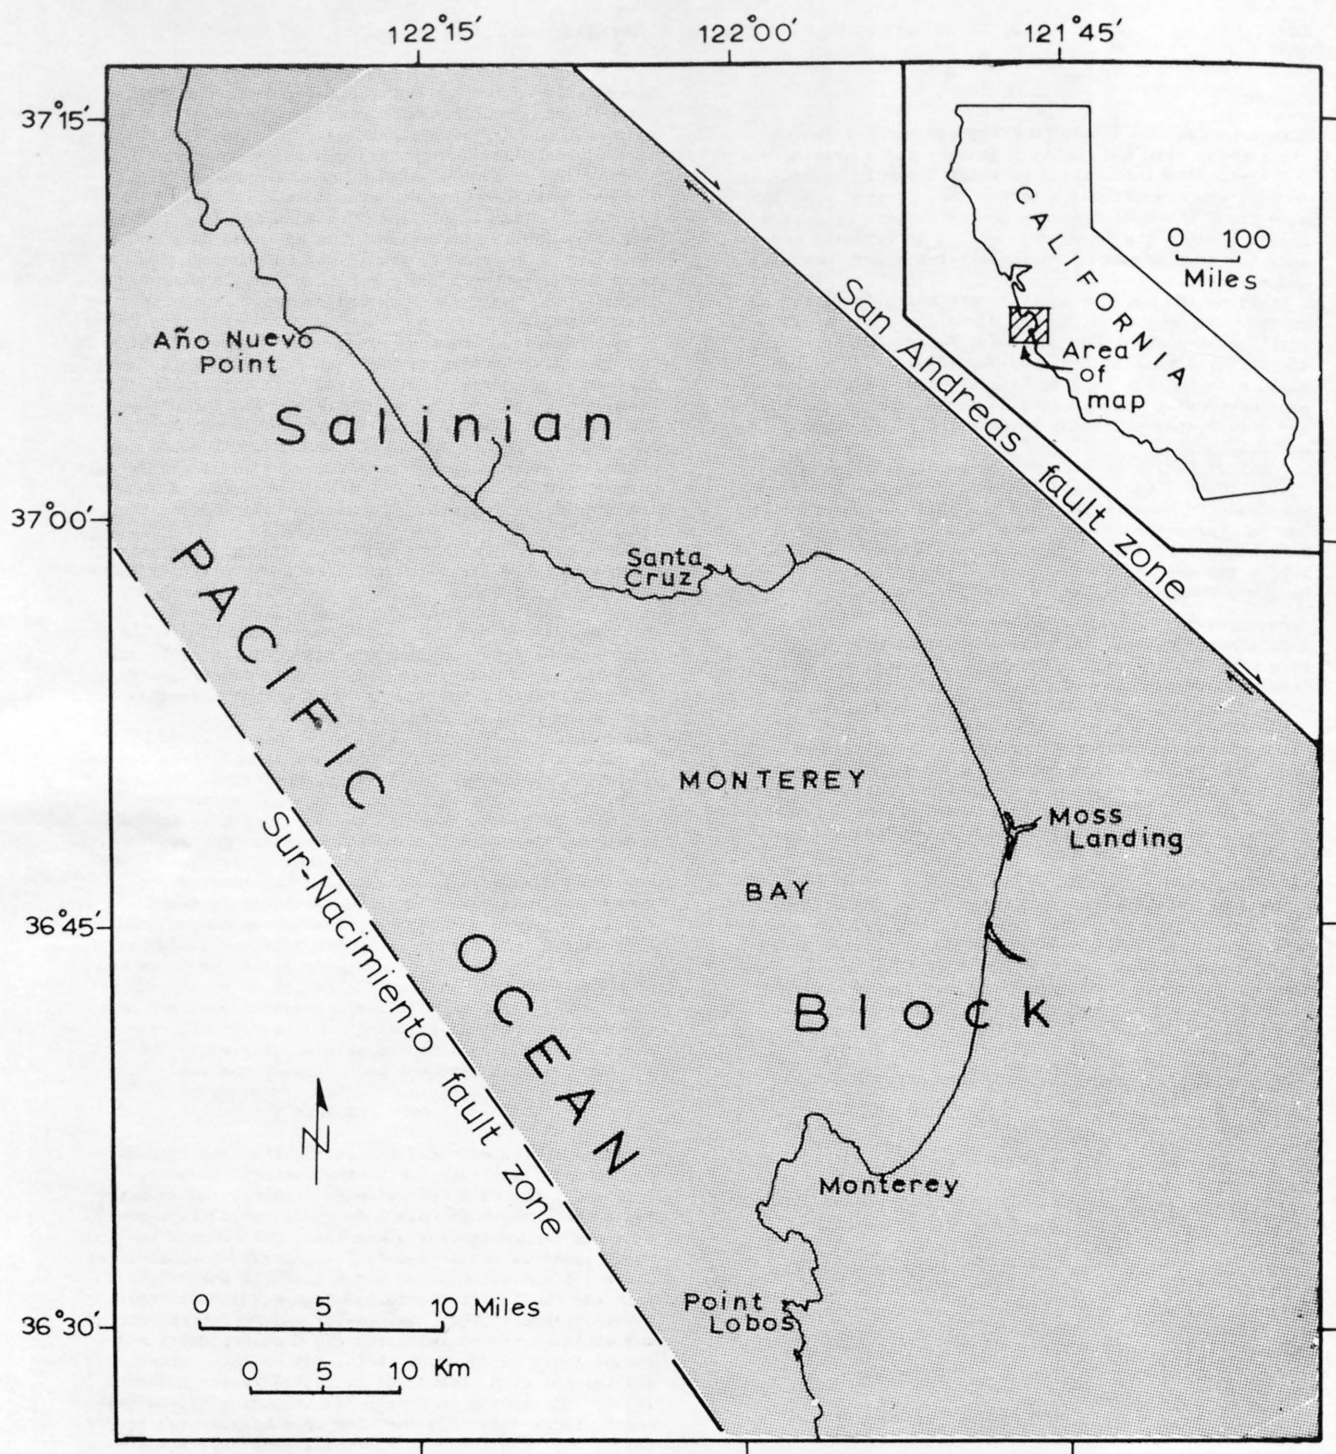 122°15' 122°00' 121°45'
37°15'
CALIFORNIA
0 100
Miles
Area
of
map
San Andreas fault zone
Año Nuevo
Point
Salinian
37°00'
PACIFIC
Santa
Cruz
MONTEREY
Moss
Landing
BAY
36°45'
Sur-Nacimiento fault zone
OCEAN
Block
N
Monterey
Point
Lobos
36°30'
0 5 10 Miles
0 5 10 Km